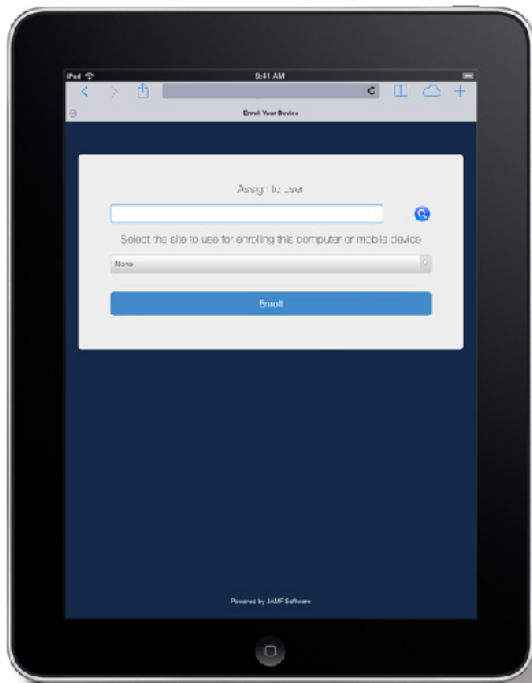 iPad
9:41 AM
Enroll Your Device
Assign to user
Select the site to use for enrolling this computer or mobile device
None
Enroll
Powered by JAMF Software